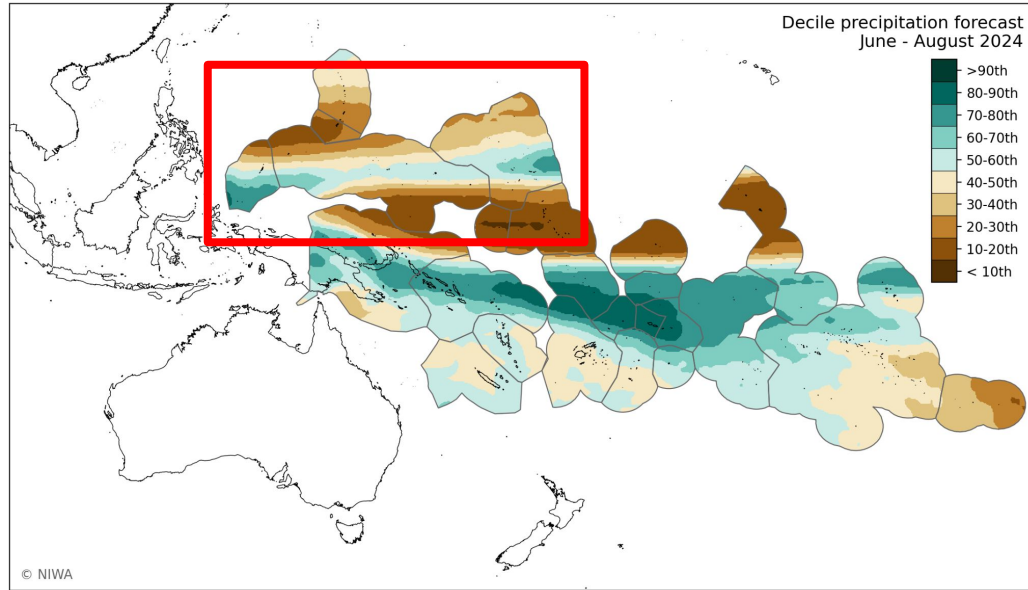 Decile precipitation forecast
June - August 2024
>90th
80-90th
70-80th
60-70th
50-60th
40-50th
30-40th
20-30th
10-20th
< 10th
© NIWA